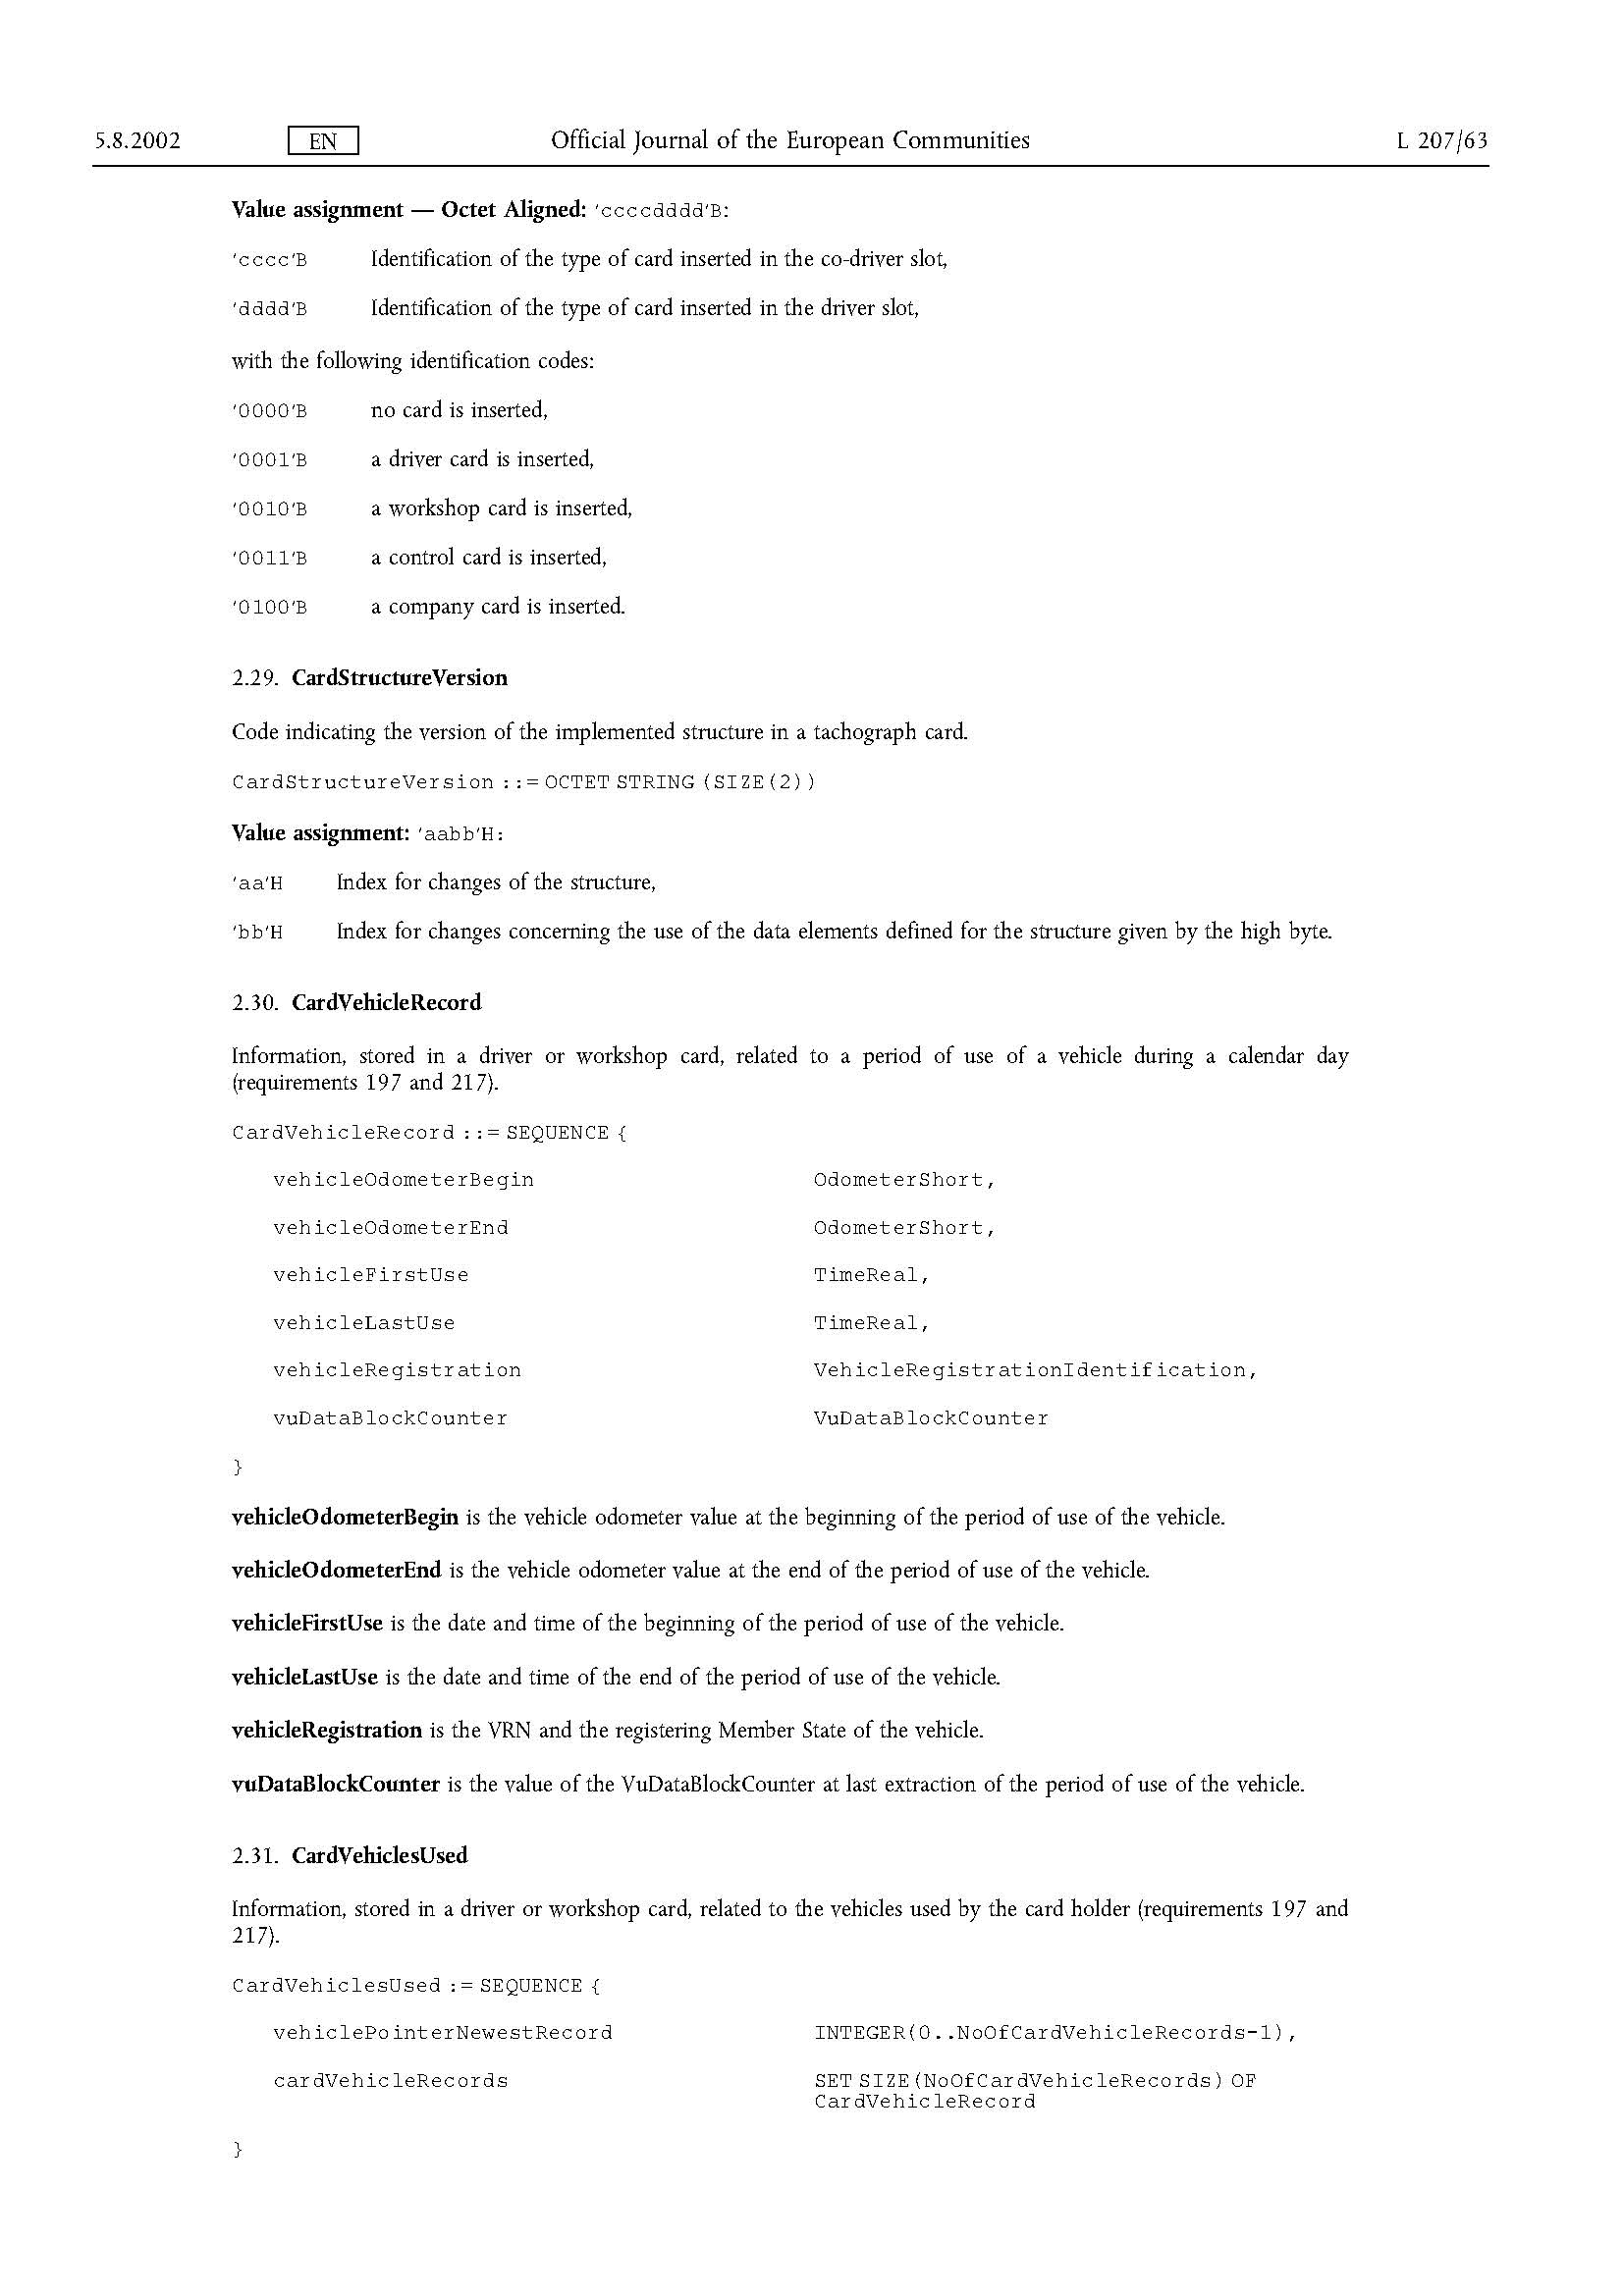 5.8.2002 EN Official Journal of the European Communities L 207/63
Value assignment — Octet Aligned: 'ccccdddd'B:
'cccc'B Identification of the type of card inserted in the co-driver slot,
'dddd'B Identification of the type of card inserted in the driver slot,
with the following identification codes:
'0000'B no card is inserted,
'0001'B a driver card is inserted,
'0010'B a workshop card is inserted,
'0011'B a control card is inserted,
'0100'B a company card is inserted.
2.29. CardStructureVersion
Code indicating the version of the implemented structure in a tachograph card.
CardStructureVersion ::= OCTET STRING (SIZE(2))
Value assignment: 'aabb'H:
'aa'H Index for changes of the structure,
'bb'H Index for changes concerning the use of the data elements defined for the structure given by the high byte.
2.30. CardVehicleRecord
Information, stored in a driver or workshop card, related to a period of use of a vehicle during a calendar day
(requirements 197 and 217).
CardVehicleRecord ::= SEQUENCE {
vehicleOdometerBegin OdometerShort,
vehicleOdometerEnd OdometerShort,
vehicleFirstUse TimeReal,
vehicleLastUse TimeReal,
vehicleRegistration VehicleRegistrationIdentification,
vuDataBlockCounter VuDataBlockCounter
}
vehicleOdometerBegin is the vehicle odometer value at the beginning of the period of use of the vehicle.
vehicleOdometerEnd is the vehicle odometer value at the end of the period of use of the vehicle.
vehicleFirstUse is the date and time of the beginning of the period of use of the vehicle.
vehicleLastUse is the date and time of the end of the period of use of the vehicle.
vehicleRegistration is the VRN and the registering Member State of the vehicle.
vuDataBlockCounter is the value of the VuDataBlockCounter at last extraction of the period of use of the vehicle.
2.31. CardVehiclesUsed
Information, stored in a driver or workshop card, related to the vehicles used by the card holder (requirements 197 and
217).
CardVehiclesUsed := SEQUENCE {
vehiclePointerNewestRecord INTEGER(0..NoOfCardVehicleRecords-1),
cardVehicleRecords SET SIZE(NoOfCardVehicleRecords) OF
CardVehicleRecord
}